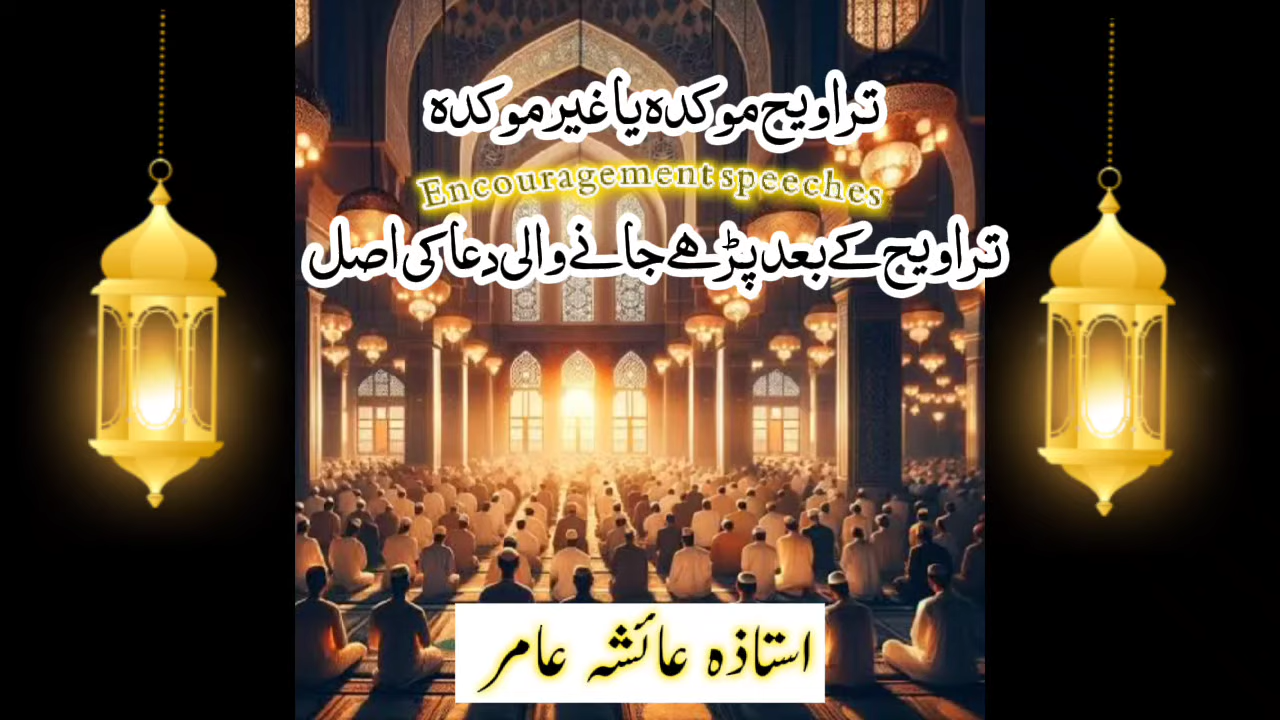 تراویح موکدہ یا غیر موکدہ
Encouragement speeches
تراویح کے بعد پڑھے جانے والی دعا کی اصل
استاذہ عائشہ عامر